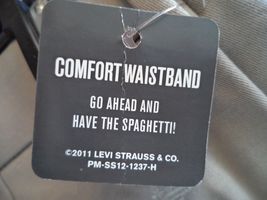 COMFORT WAISTBAND
GO AHEAD AND
HAVE THE SPAGHETTI!
©2011 LEVI STRAUSS & CO.
PM-SS12-1237-H